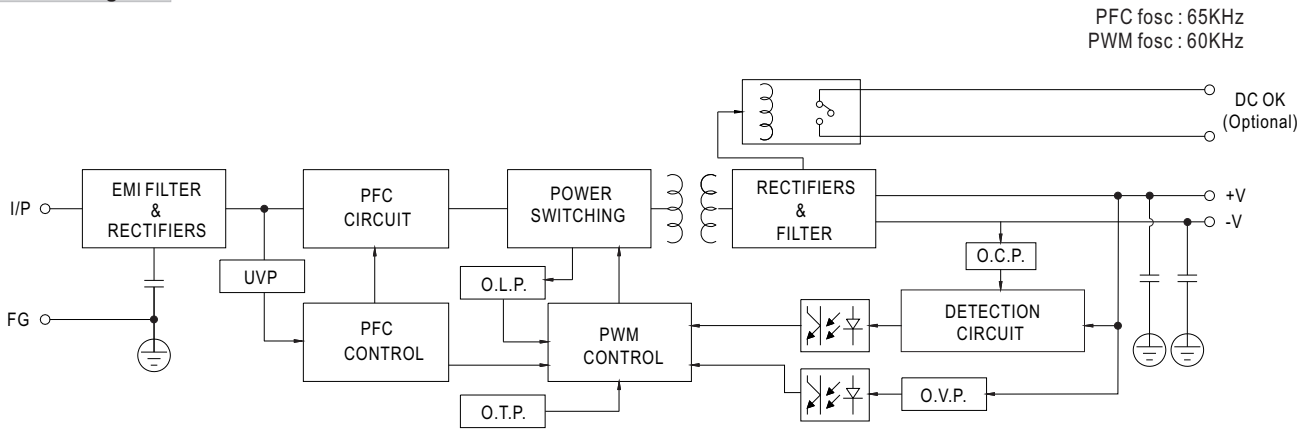 PFC fosc : 65KHz
PWM fosc : 60KHz
DC OK
(Optional)
I/P
EMI FILTER
&
RECTIFIERS
PFC
CIRCUIT
POWER
SWITCHING
RECTIFIERS
&
FILTER
+V
-V
UVP
O.L.P.
O.C.P.
FG
PFC
CONTROL
PWM
CONTROL
DETECTION
CIRCUIT
O.T.P.
O.V.P.